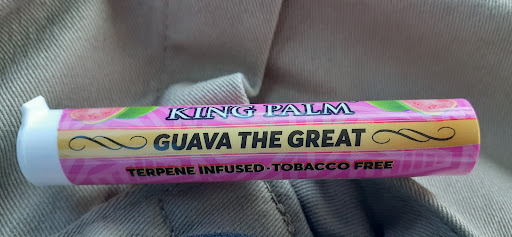 KING PALM
GUAVA THE GREAT
TERPENE INFUSED · TOBACCO FREE